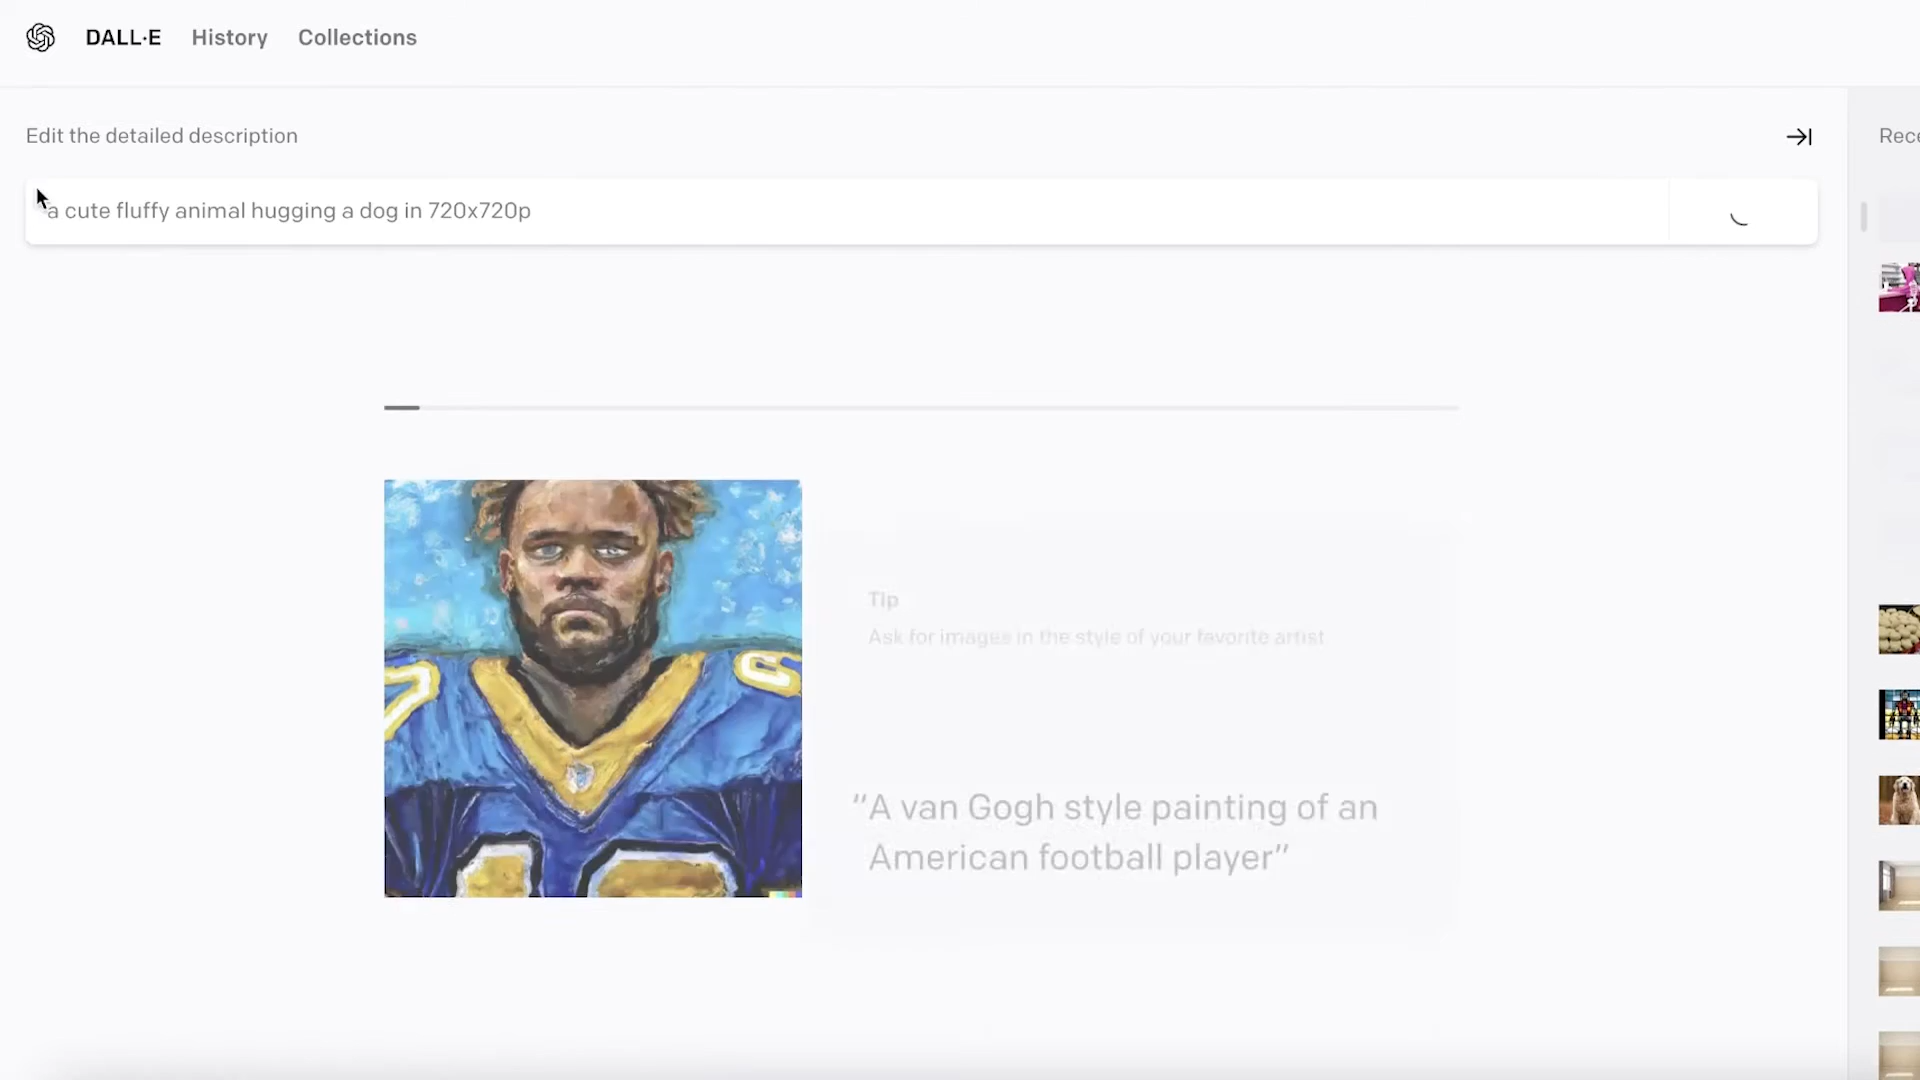 DALL·E History Collections
Edit the detailed description
a cute fluffy animal hugging a dog in 720x720p
Tip
Ask for images in the style of your favorite artist
“A van Gogh style painting of an
American football player”